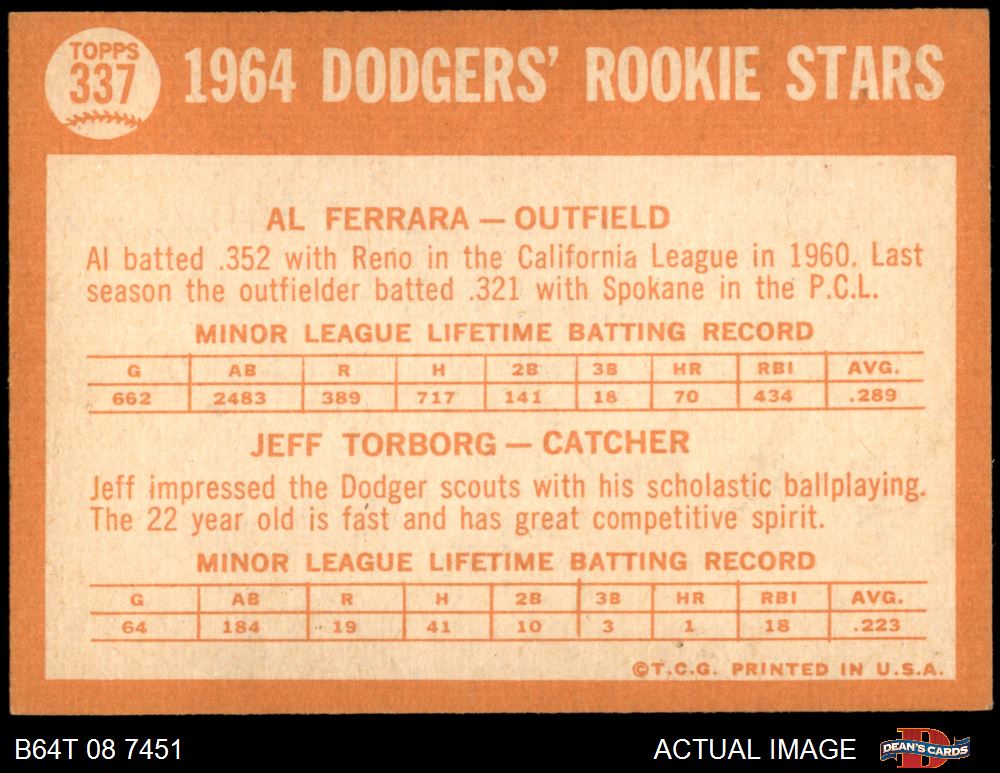 TOPPS
337
1964 DODGERS' ROOKIE STARS
AL FERRARA — OUTFIELD
Al batted .352 with Reno in the California League in 1960. Last
season the outfielder batted .321 with Spokane in the P.C.L.
MINOR LEAGUE LIFETIME BATTING RECORD
G AB R H 2B 3B HR RBI AVG.
662 2483 389 717 141 18 70 434 .289
JEFF TORBORG — CATCHER
Jeff impressed the Dodger scouts with his scholastic ballplaying.
The 22 year old is fast and has great competitive spirit.
MINOR LEAGUE LIFETIME BATTING RECORD
G AB R H 2B 3B HR RBI AVG.
64 184 19 41 10 3 1 18 .223
©T.C.G. PRINTED IN U.S.A.
B64T 08 7451
ACTUAL IMAGE
DEAN'S CARDS